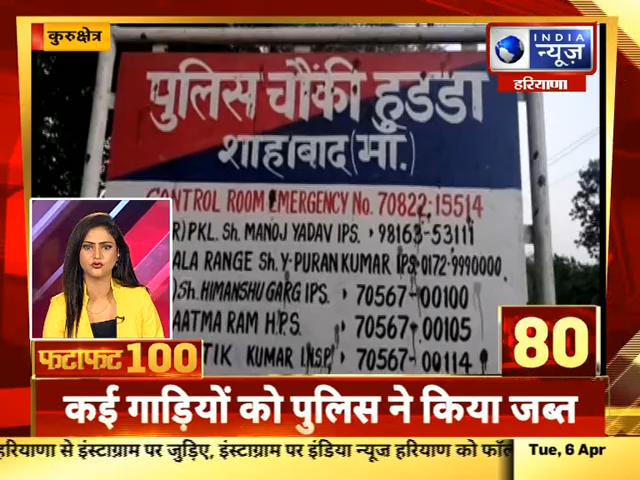 कुरुक्षेत्र
INDIA
न्यूज़
हरियाणा
पुलिस चौंकी हुडडा
शाहाबाद (मा.)
CONTROL ROOM EMERGENCY No. 70822-15514
R) PKL. Sh. MANOJ YADAV IPS. 98163-53111
ALA RANGE Sh. Y. PURAN KUMAR IPS. 0172-9990000
) Sh. HIMANSHU GARG IPS. 70567-00100
AATMA RAM H.P.S. 70567-00105
TIK KUMAR INSP. 70567-00114
80
फटाफट 100
कई गाड़ियों को पुलिस ने किया जब्त
हरियाणा से इंस्टाग्राम पर जुड़िए, इंस्टाग्राम पर इंडिया न्यूज हरियाण को फॉल
Tue, 6 Apr